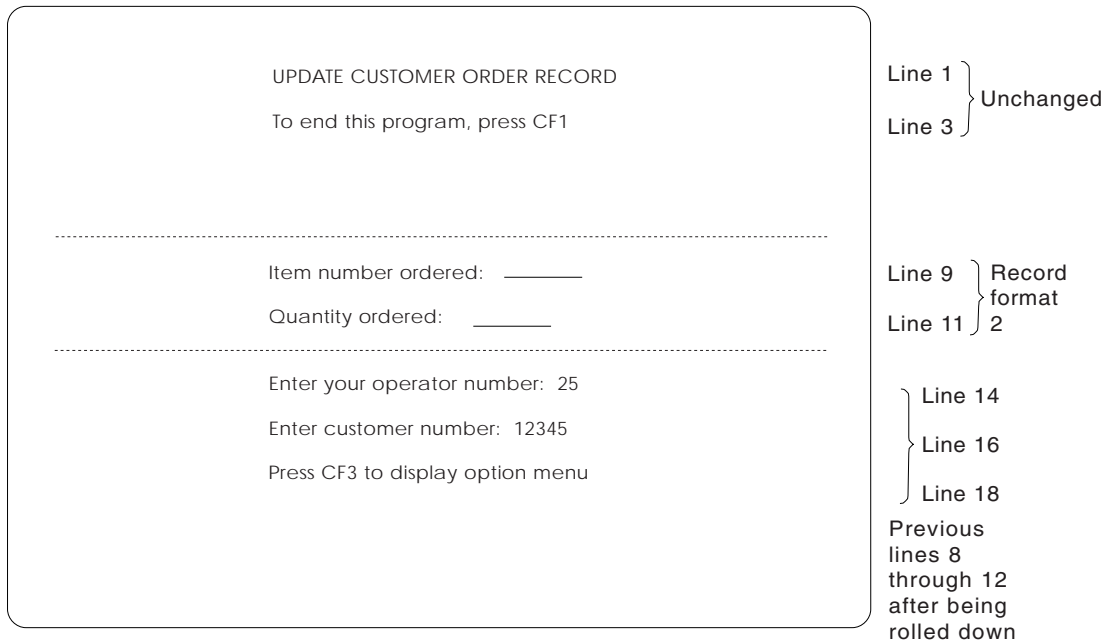 UPDATE CUSTOMER ORDER RECORD
To end this program, press CF1
Line 1
Line 3
Unchanged
Item number ordered:
Quantity ordered:
Line 9
Line 11
Record
format
2
Enter your operator number: 25
Enter customer number: 12345
Press CF3 to display option menu
Line 14
Line 16
Line 18
Previous
lines 8
through 12
after being
rolled down